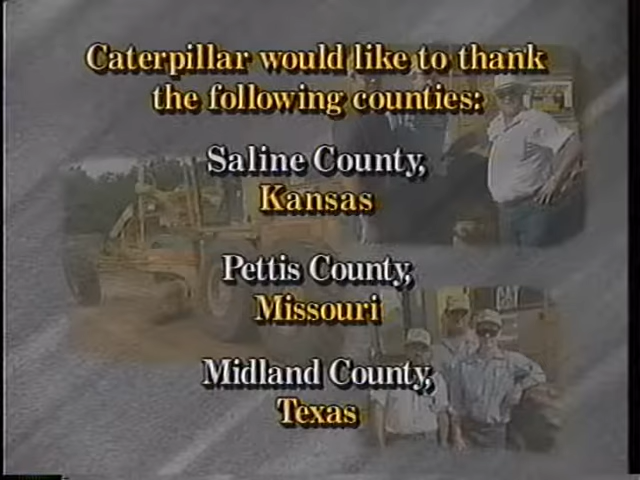 Caterpillar would like to thank
the following counties:
Saline County,
Kansas
Pettis County,
Missouri
Midland County,
Texas